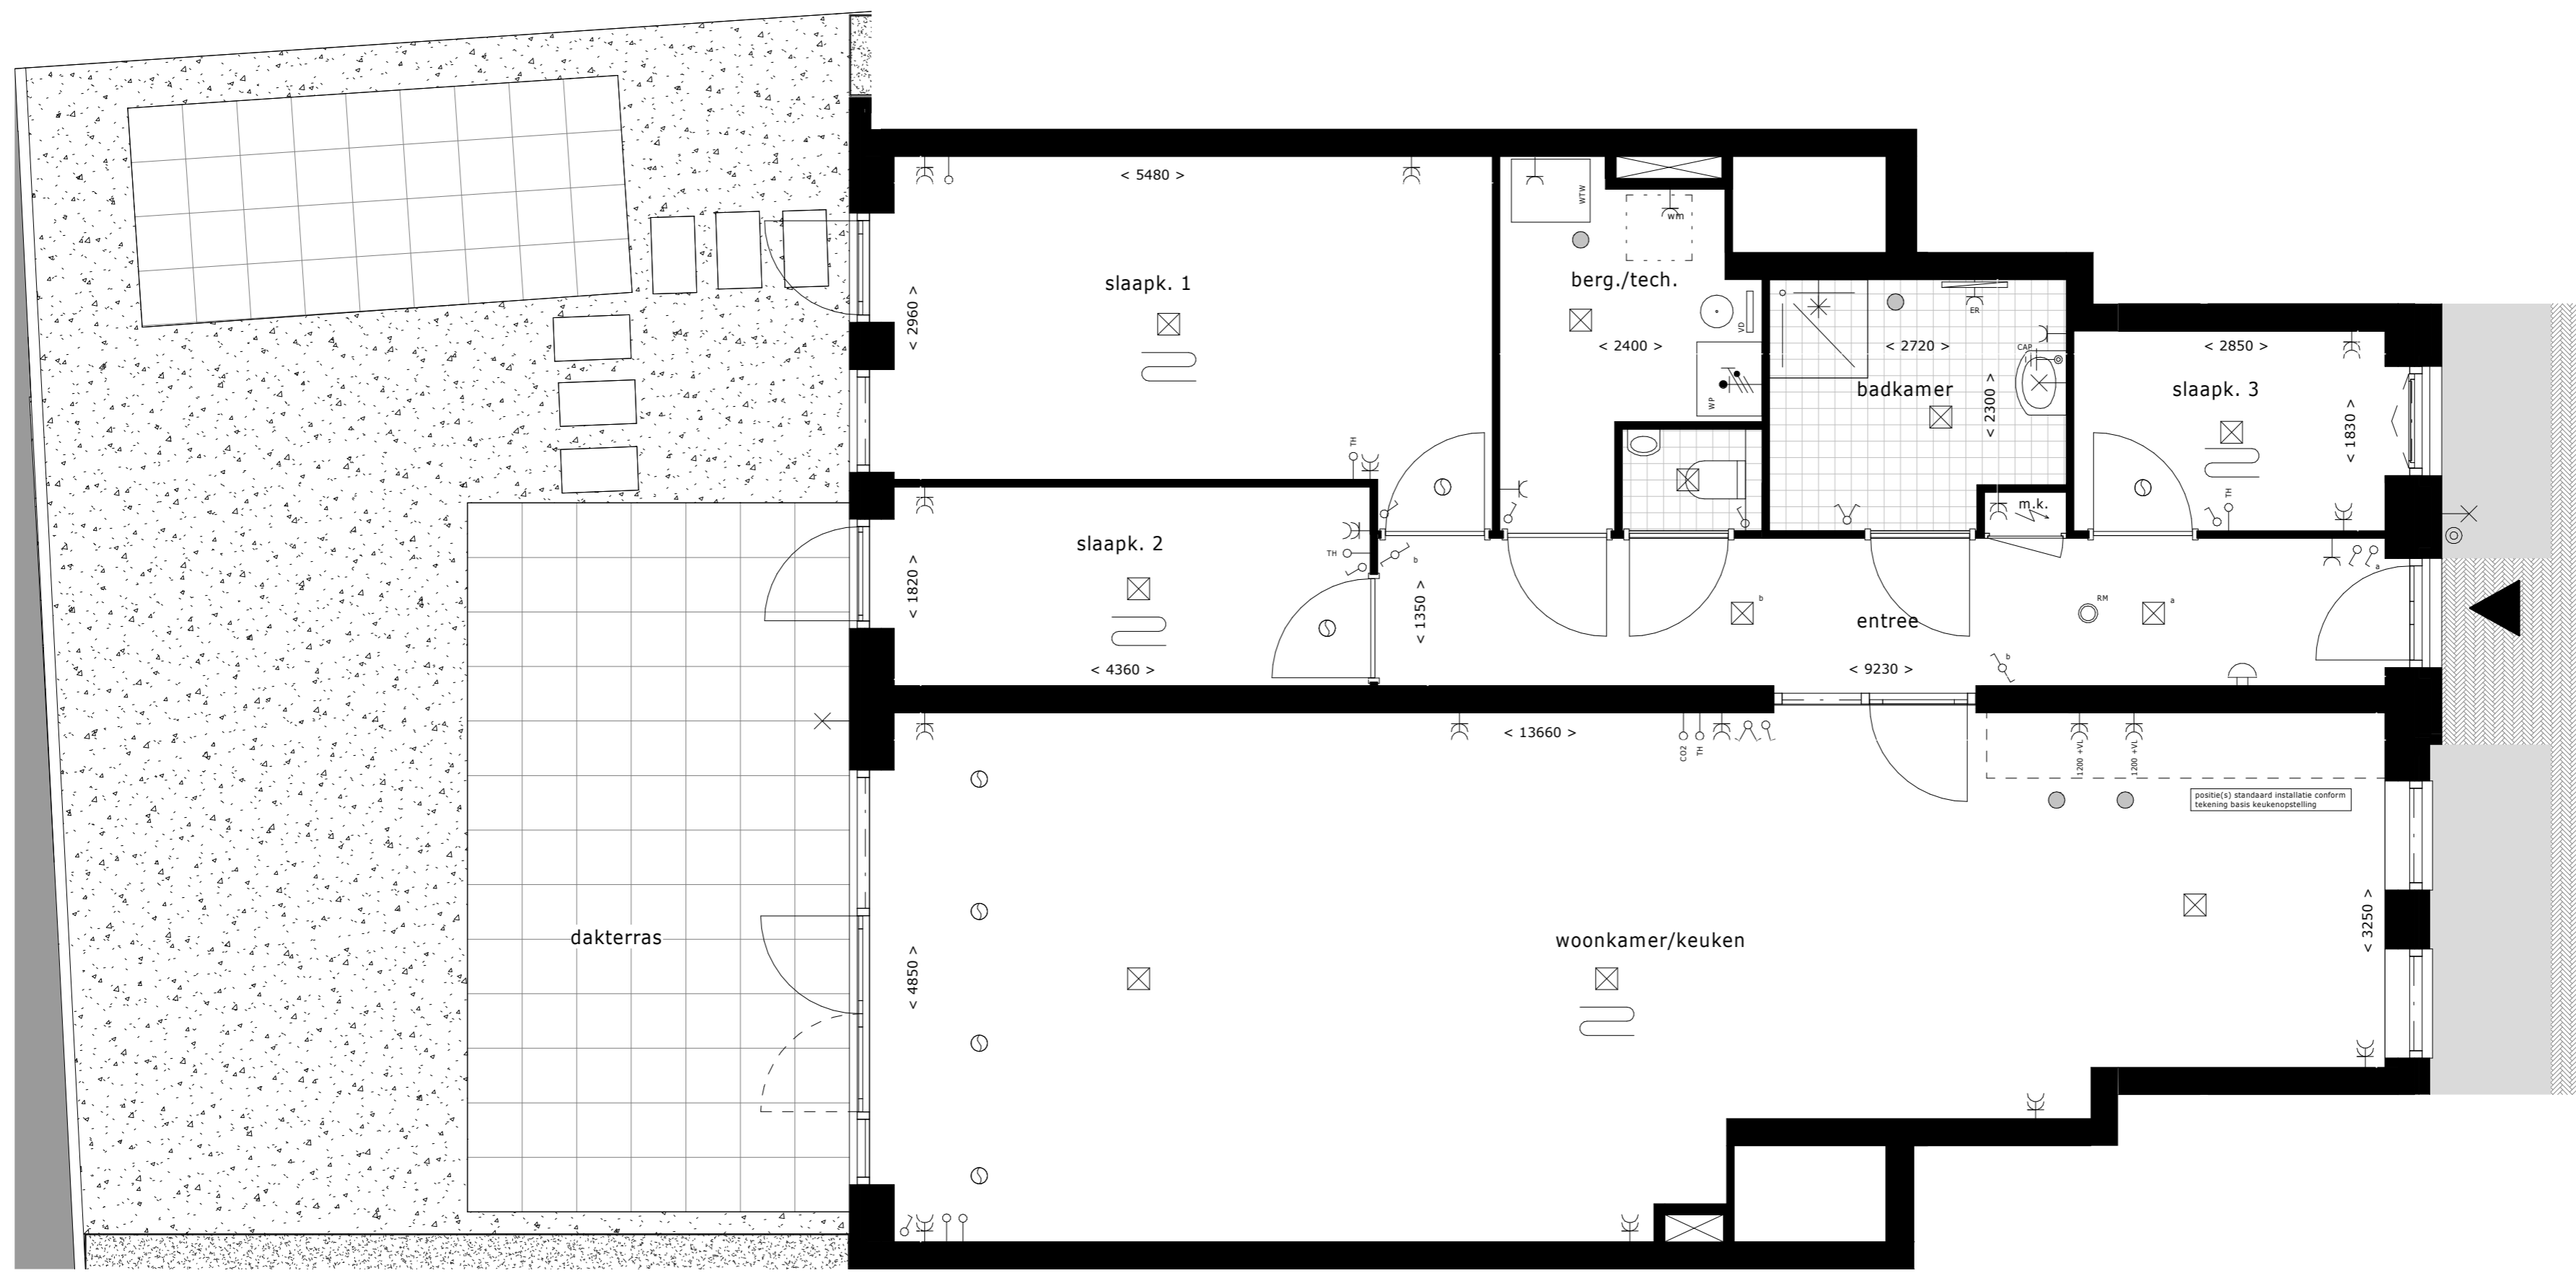 < 5480 >
WTW
wm
slaapk. 1
berg./tech.
ER
< 2960 >
VD
< 2400 >
< 2720 >
CAP
< 2850 >
WP
badkamer
< 2300 >
slaapk. 3
< 1830 >
TH
TH
m.k.
slaapk. 2
TH
b
a
< 1820 >
< 1350 >
b
RM
a
entree
< 4360 >
< 9230 >
b
< 13660 >
CO2
TH
1200 +VL
1200 +VL
positie(s) standaard installatie conform
tekening basis keukenopstelling
dakterras
woonkamer/keuken
< 3250 >
< 4850 >